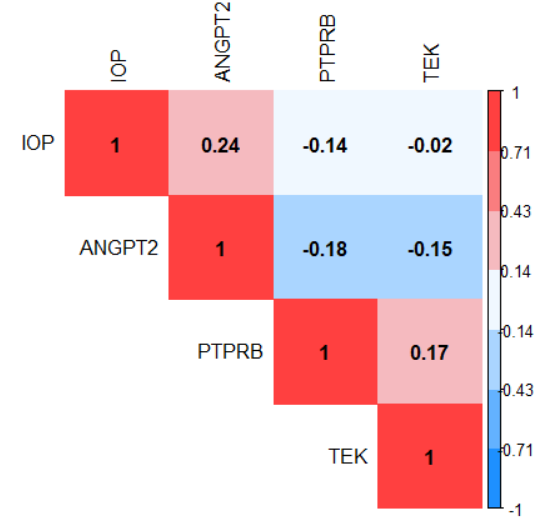 IOP ANGPT2 PTPRB TEK
IOP 1 0.24 -0.14 -0.02
ANGPT2 1 -0.18 -0.15
PTPRB 1 0.17
TEK 1
1
0.71
0.43
0.14
-0.14
-0.43
-0.71
-1